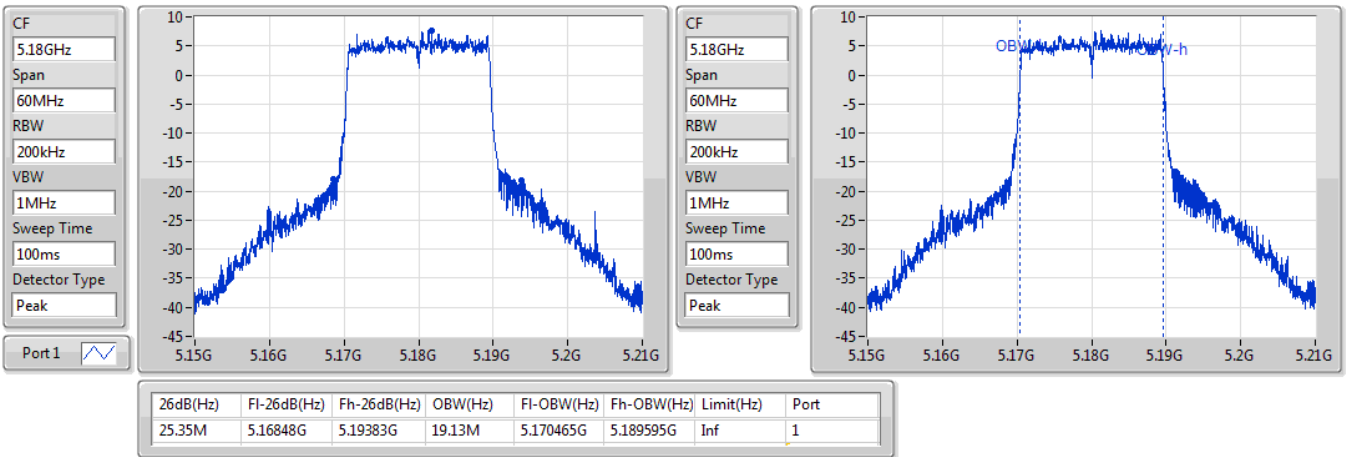 CF
5.18GHz
Span
60MHz
RBW
200kHz
VBW
1MHz
Sweep Time
100ms
Detector Type
Peak
Port 1
10
5
0
-5
-10
-15
-20
-25
-30
-35
-40
-45
5.15G 5.16G 5.17G 5.18G 5.19G 5.2G 5.21G
CF
5.18GHz
Span
60MHz
RBW
200kHz
VBW
1MHz
Sweep Time
100ms
Detector Type
Peak
10
5
0
-5
-10
-15
-20
-25
-30
-35
-40
-45
OBW-h
5.15G 5.16G 5.17G 5.18G 5.19G 5.2G 5.21G
26dB(Hz) Fl-26dB(Hz) Fh-26dB(Hz) OBW(Hz) Fl-OBW(Hz) Fh-OBW(Hz) Limit(Hz) Port
25.35M 5.16848G 5.19383G 19.13M 5.170465G 5.189595G Inf 1